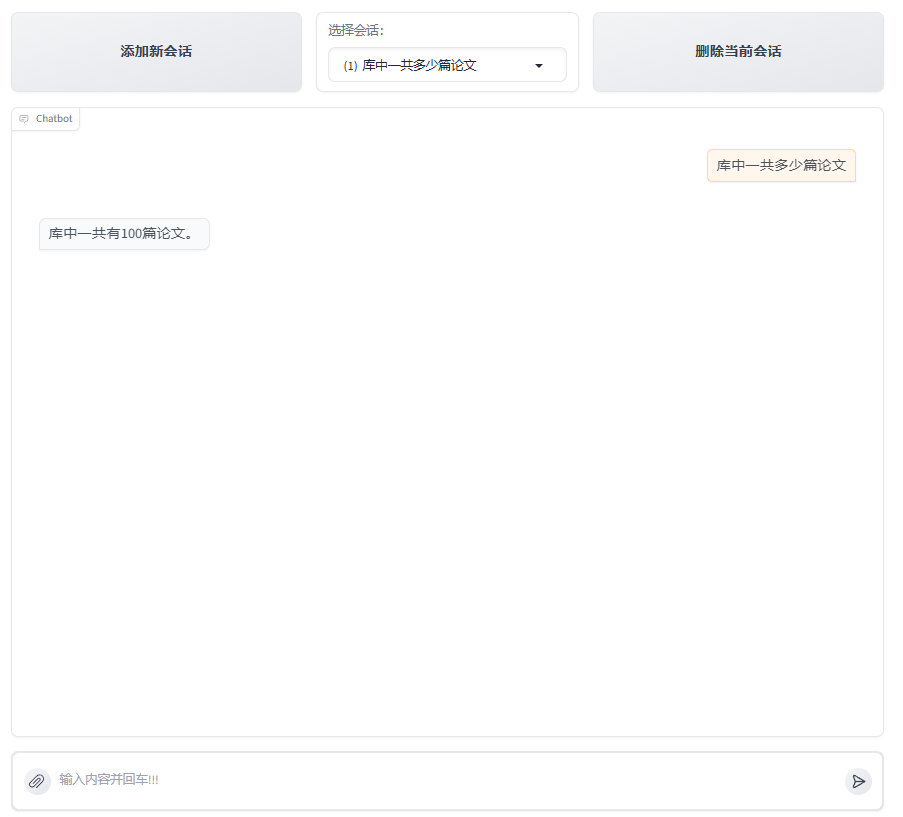 添加新会话
选择会话:
(1) 库中一共多少篇论文
删除当前会话
Chatbot
库中一共多少篇论文
库中一共有100篇论文。
输入内容并回车!!!